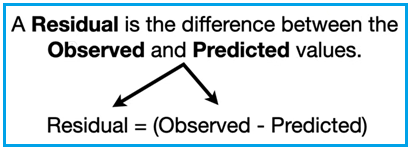 A Residual is the difference between the
Observed and Predicted values.
Residual = (Observed - Predicted)